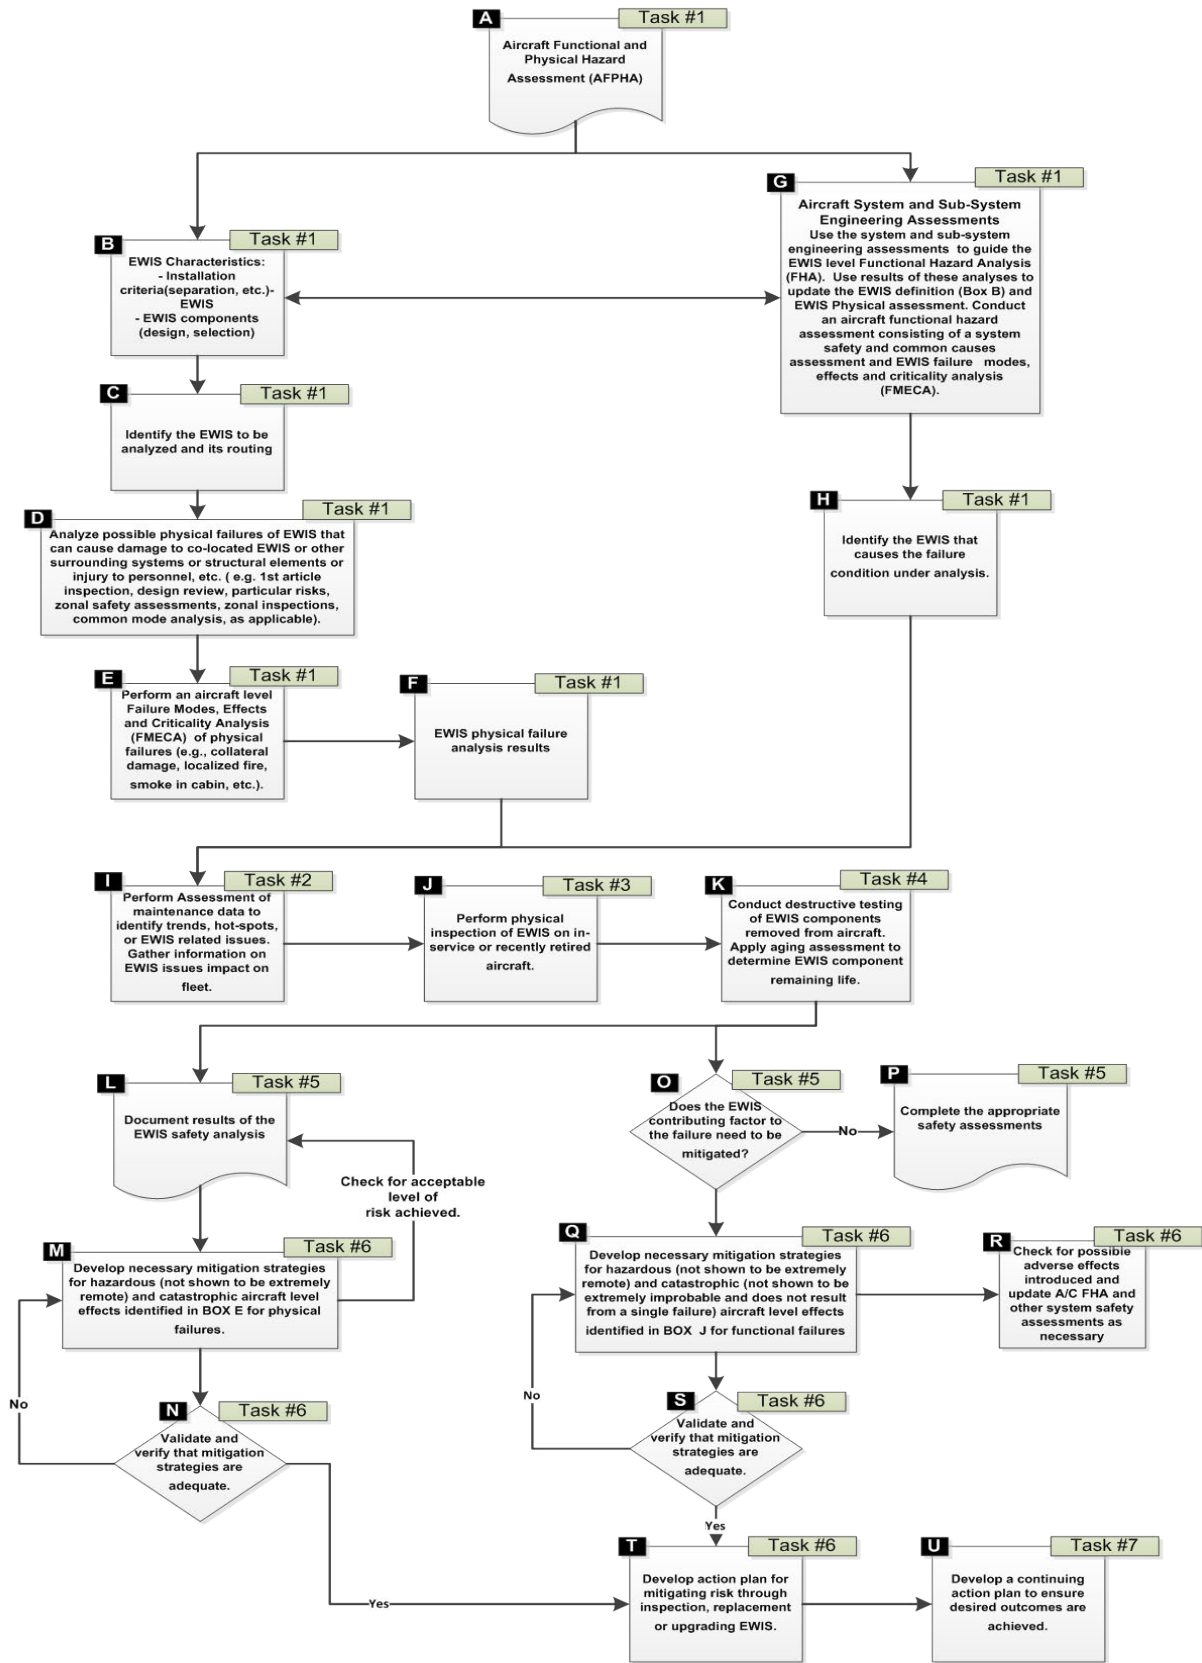 A
Task #1
Aircraft Functional and
Physical Hazard
Assessment (AFPHA)
B
Task #1
EWIS Characteristics:
- Installation
criteria(separation, etc.)-
EWIS
- EWIS components
(design, selection)
G
Task #1
Aircraft System and Sub-System
Engineering Assessments
Use the system and sub-system
engineering assessments to guide the
EWIS level Functional Hazard Analysis
(FHA). Use results of these analyses to
update the EWIS definition (Box B) and
EWIS Physical assessment. Conduct
an aircraft functional hazard
assessment consisting of a system
safety and common causes
assessment and EWIS failure modes,
effects and criticality analysis
(FMECA).
C
Task #1
Identify the EWIS to be
analyzed and its routing
D
Task #1
Analyze possible physical failures of EWIS that
can cause damage to co-located EWIS or other
surrounding systems or structural elements or
injury to personnel, etc. ( e.g. 1st article
inspection, design review, particular risks,
zonal safety assessments, zonal inspections,
common mode analysis, as applicable).
H
Task #1
Identify the EWIS that
causes the failure
condition under analysis.
E
Task #1
Perform an aircraft level
Failure Modes, Effects
and Criticality Analysis
(FMECA) of physical
failures (e.g., collateral
damage, localized fire,
smoke in cabin, etc.).
F
Task #1
EWIS physical failure
analysis results
I
Task #2
Perform Assessment of
maintenance data to
identify trends, hot-spots,
or EWIS related issues.
Gather information on
EWIS issues impact on
fleet.
J
Task #3
Perform physical
inspection of EWIS on in-
service or recently retired
aircraft.
K
Task #4
Conduct destructive testing
of EWIS components
removed from aircraft.
Apply aging assessment to
determine EWIS component
remaining life.
L
Task #5
Document results of the
EWIS safety analysis
Check for acceptable
level of
risk achieved.
O
Task #5
Does the EWIS
contributing factor to
the failure need to be
mitigated?
No
P
Task #5
Complete the appropriate
safety assessments
M
Task #6
Develop necessary mitigation strategies
for hazardous (not shown to be extremely
remote) and catastrophic aircraft level
effects identified in BOX E for physical
failures.
Q
Task #6
Develop necessary mitigation strategies
for hazardous (not shown to be extremely
remote) and catastrophic (not shown to be
extremely improbable and does not result
from a single failure) aircraft level effects
identified in BOX J for functional failures
R
Task #6
Check for possible
adverse effects
introduced and
update A/C FHA and
other system safety
assessments as
necessary
No
N
Task #6
Validate and
verify that mitigation
strategies are
adequate.
No
S
Task #6
Validate and
verify that mitigation
strategies are
adequate.
Yes
Yes
T
Task #6
Develop action plan for
mitigating risk through
inspection, replacement
or upgrading EWIS.
U
Task #7
Develop a continuing
action plan to ensure
desired outcomes are
achieved.